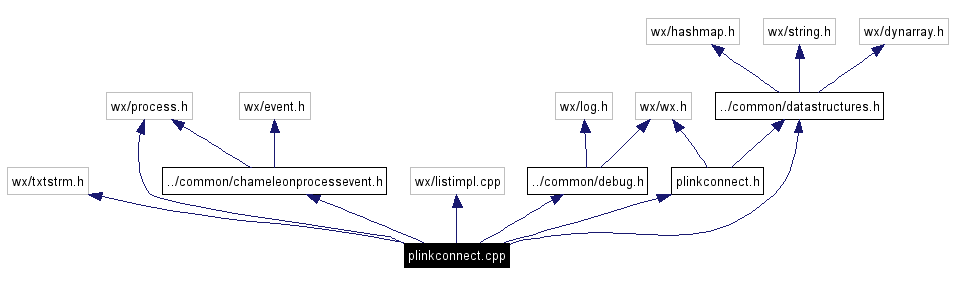 wx/hashmap.h
wx/string.h
wx/dynarray.h
wx/process.h
wx/event.h
wx/log.h
wx/wx.h
../common/datastructures.h
wx/txtstrm.h
../common/chameleonprocessevent.h
wx/listimpl.cpp
../common/debug.h
plinkconnect.h
plinkconnect.cpp